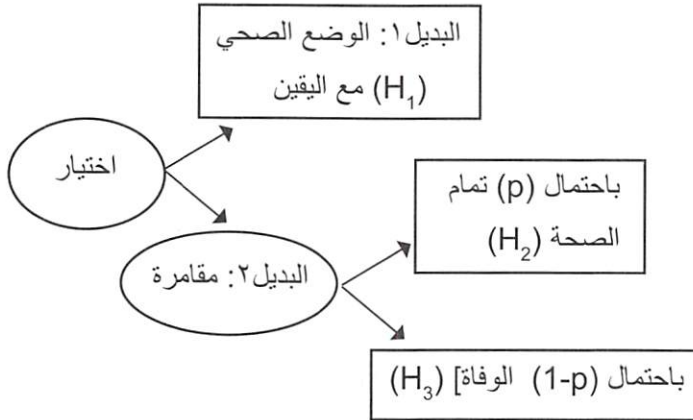 البديل١: الوضع الصحي
(H₁) مع اليقين
اختيار
باحتمال (p) تمام
الصحة (H₂)
البديل٢: مقامرة
باحتمال (1-p) الوفاة] (H₃)